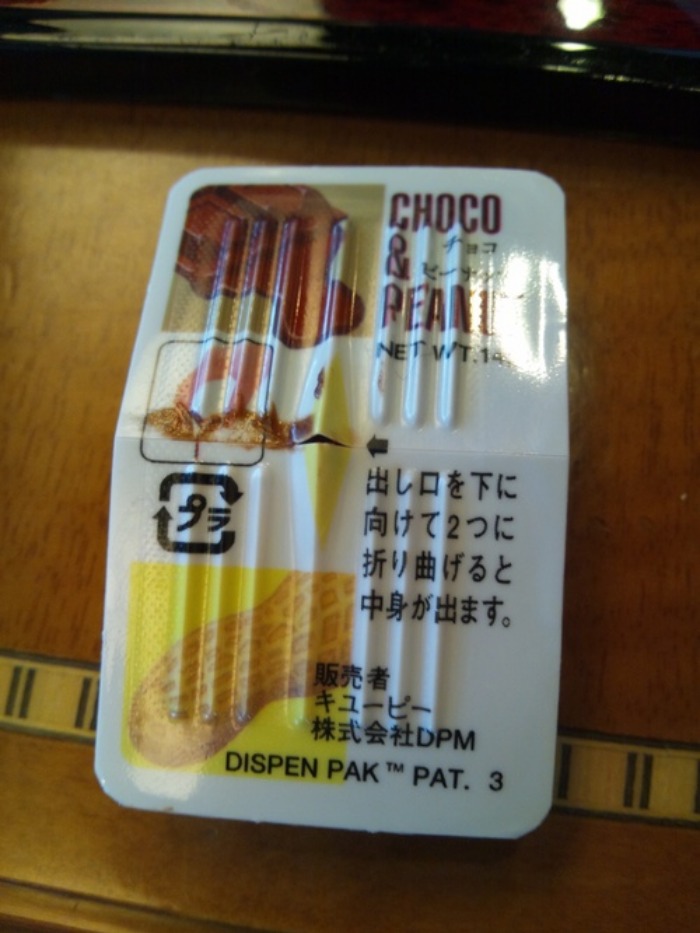 CHOCO
チョコ
&
NET WT.14
プラ
出し口を下に
向けて2つに
折り曲げると
中身が出ます。
販売者
キユーピー
株式会社DPM
DISPEN PAK™ PAT. 3